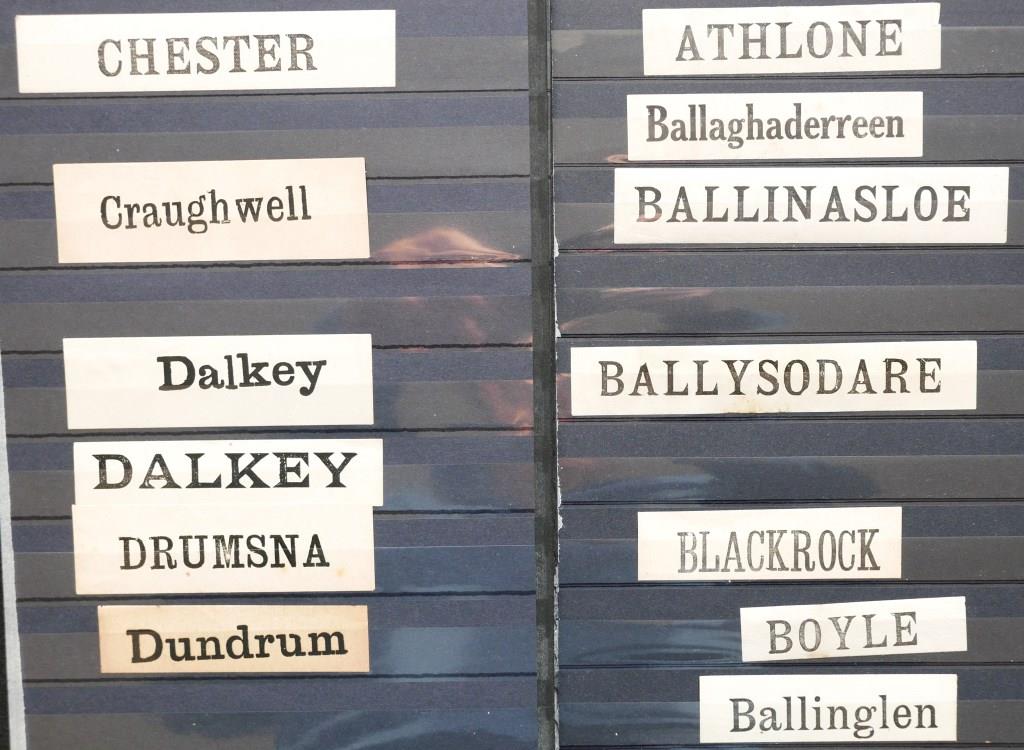 CHESTER
Craughwell
Dalkey
DALKEY
DRUMSNA
Dundrum
ATHLONE
Ballaghaderreen
BALLINASLOE
BALLYSODARE
BLACKROCK
BOYLE
Ballinglen